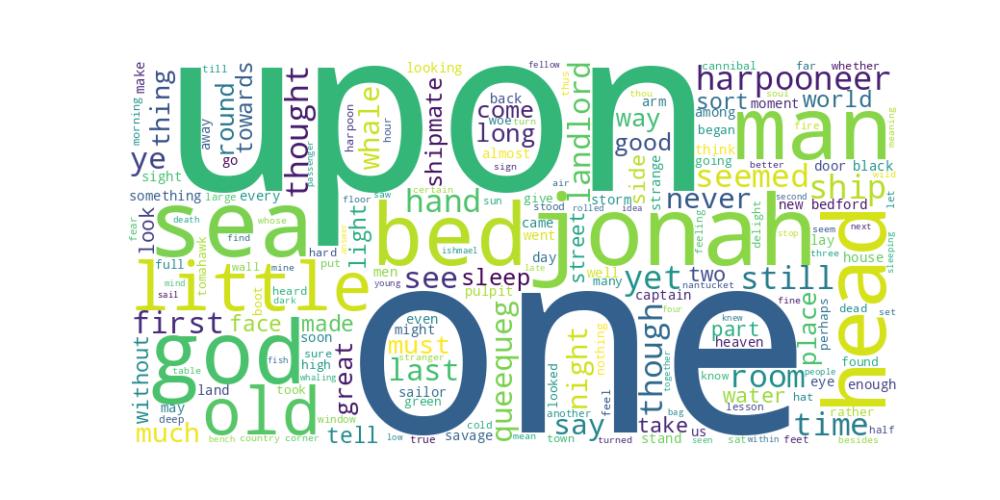 upon
one
sea
bed
jonah
man
head
little
god
old
harpooneer
thought
thing
ye
make
morning
till
away
round
towards
go
looking
fellow
thus
cannibal
far
whether
sort
moment
world
among
began
soul
fire
meaning
think
going
better
wild
let
seemed
ship
door
black
way
good
arm
thou
side
strange
landlord
shipmate
whale
harpoon
hour
passenger
back
come
woe
turn
long
almost
sign
sight
something
large
every
look
fear
death
whose
find
hard
floor
saw
certain
hand
sun
give
air
stood
rolled
idea
storm
never
new bedford
second
feeling
delight
stop
lay
three
house
seem
next
sleeping
light
answer
ishmael
came
went
day
late
street
well
many
full
mind
sail
tomahawk
wall
mine
heard
dark
boot
put
men
young
see
sleep
pulpit
yet
two
nantucket
captain
still
fine
place
perhaps
dead
set
found
enough
first
face
made
soon
sure
high
fish
whaling
took
table
without
may
deep
land
great
window
much
bench
country
corner
tell
low
true
cold
savage
mean
town
even
might
must
stranger
last
sailor
green
queequeg
looked
night
nothing
feel
another
say
turned
though
four
together
bag
take
us
stand
seen
sat
within
feet
knew
part
heaven
know
room
people
eye
water
hat
lesson
time
rather
half
besides